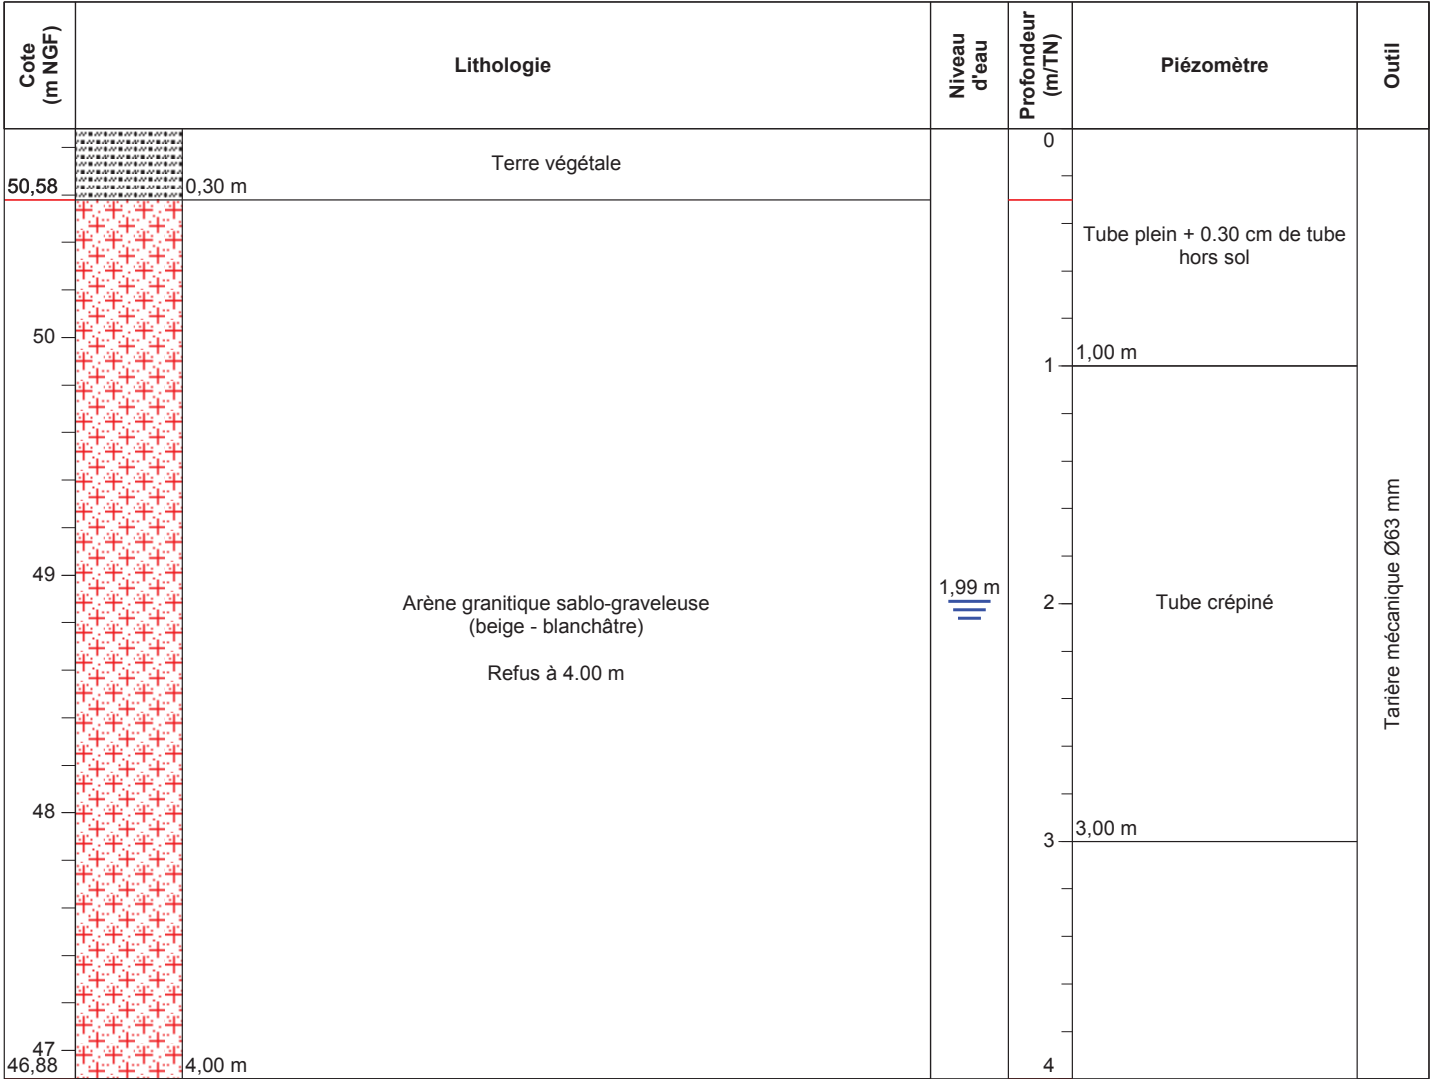 Cote
(m NGF)
Lithologie
Niveau
d'eau
Profondeur
(m/TN)
Piézomètre
Outil
0
Terre végétale
50,58
0,30 m
Tube plein + 0.30 cm de tube
hors sol
50
1,00 m
1
49
1,99 m
Arène granitique sablo-graveleuse
(beige - blanchâtre)
Refus à 4.00 m
2
Tube crépiné
Tarière mécanique Ø63 mm
48
3,00 m
3
47
46,88
4,00 m
4